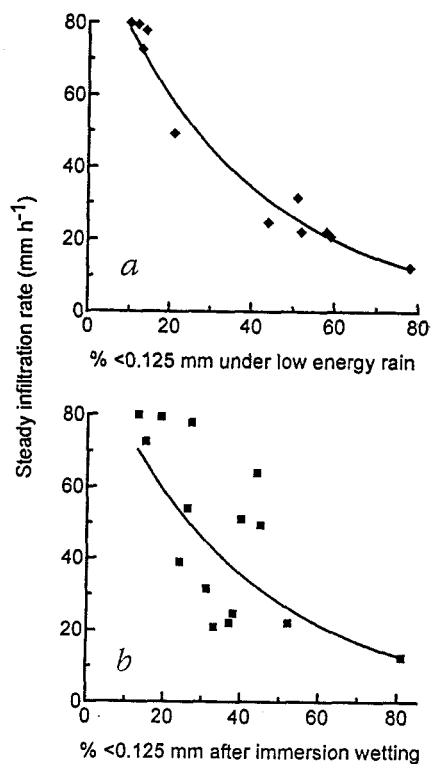 Steady infiltration rate (mm h⁻¹)
80
60
40
20
0
a
0 20 40 60 80
% <0.125 mm under low energy rain
80
60
40
20
0
b
0 20 40 60 80
% <0.125 mm after immersion wetting